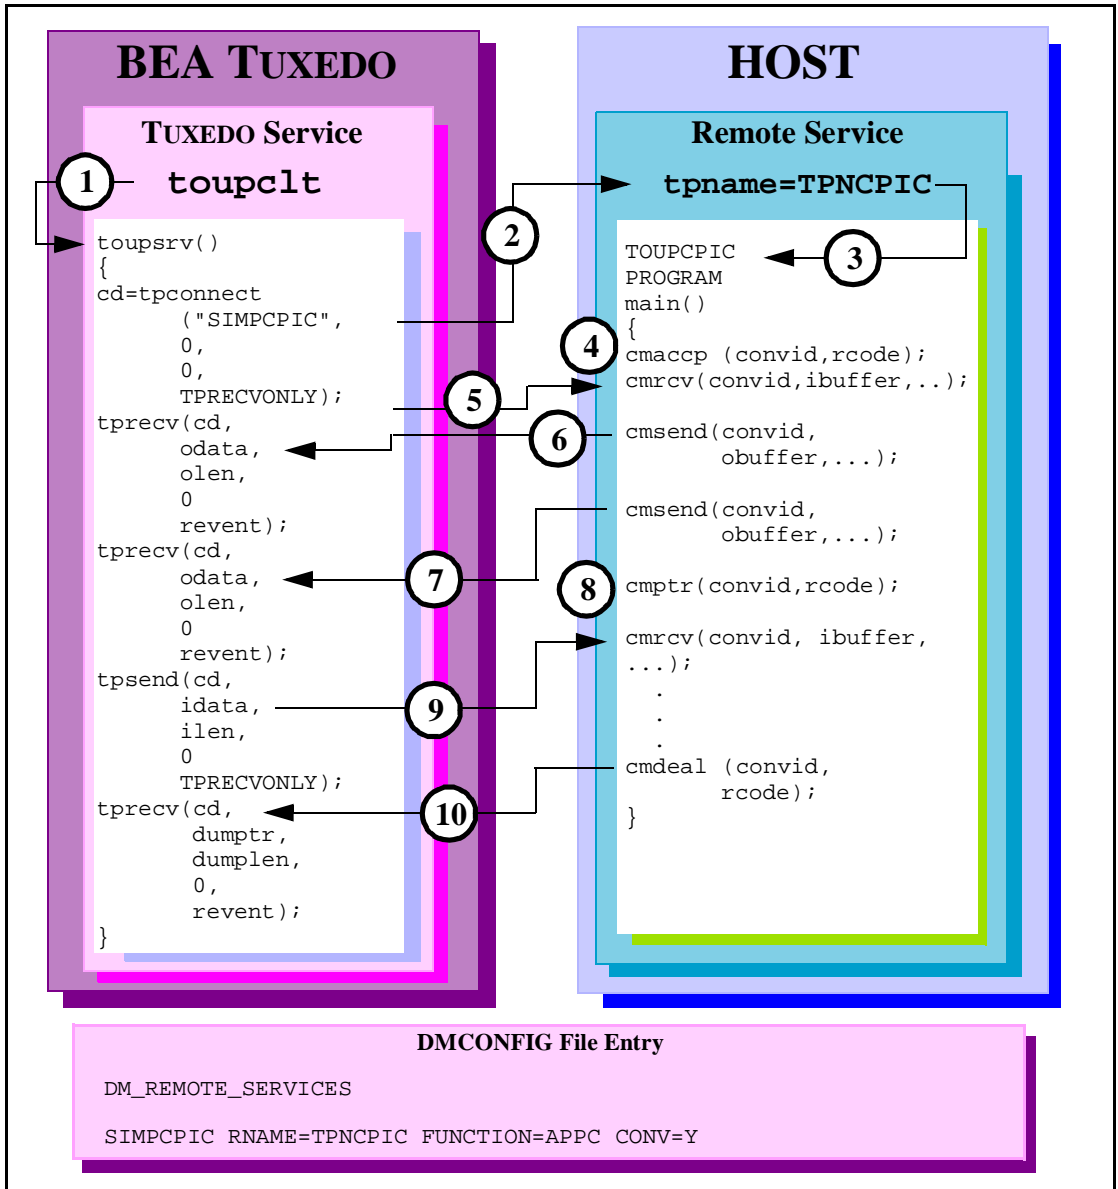 BEA TUXEDO
TUXEDO Service
1
toupclt
toupsrv()
{
cd=tpconnect
("SIMPCPIC",
0,
0,
TPRECVONLY);
tprecv(cd,
odata,
olen,
0
revent);
tprecv(cd,
odata,
olen,
0
revent);
tpsend(cd,
idata,
ilen,
0
TPRECVONLY);
tprecv(cd,
dumptr,
dumplen,
0,
revent);
}
2
5
6
7
9
10
HOST
Remote Service
tpname=TPNCPIC
3
TOUPCPIC
PROGRAM
main()
{
4
cmaccp (convid,rcode);
cmrcv(convid,ibuffer,..);
cmsend(convid,
obuffer,...);
cmsend(convid,
obuffer,...);
8
cmptr(convid,rcode);
cmrcv(convid, ibuffer,
...);
.
.
.
cmdeal (convid,
rcode);
}
DMCONFIG File Entry
DM_REMOTE_SERVICES
SIMPCPIC RNAME=TPNCPIC FUNCTION=APPC CONV=Y